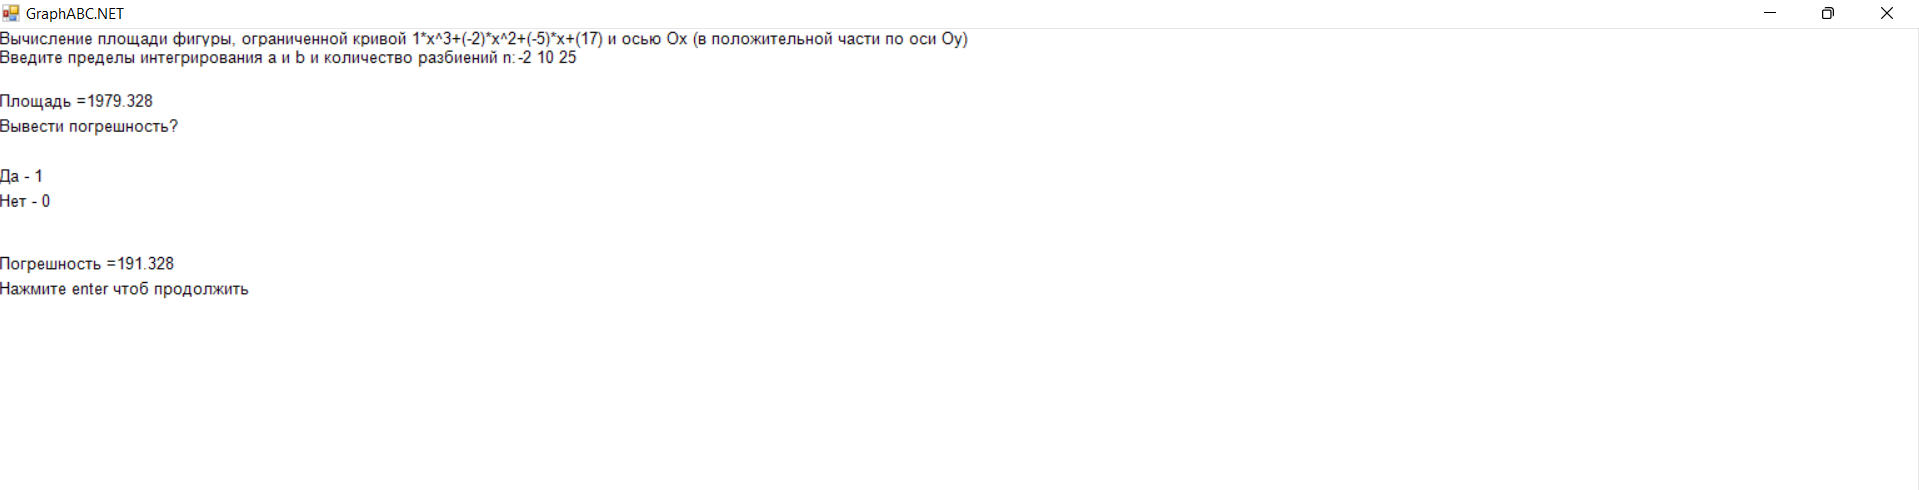 GraphABC.NET
Вычисление площади фигуры, ограниченной кривой 1*x^3+(-2)*x^2+(-5)*x+(17) и осью Ox (в положительной части по оси Oy)
Введите пределы интегрирования a и b и количество разбиений n:-2 10 25
Площадь =1979.328
Вывести погрешность?
Да - 1
Нет - 0
Погрешность =191.328
Нажмите enter чтоб продолжить